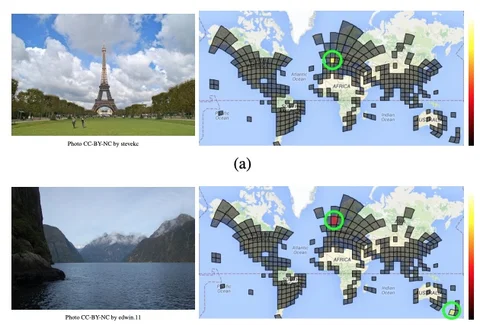 Photo CC-BY-NC by stevekc
Atlantic
Ocean
AFRICA
Indian
Ocean
(a)
Photo CC-BY-NC by edwin.11
Atlantic
Ocean
AFRICA
Indian
Ocean